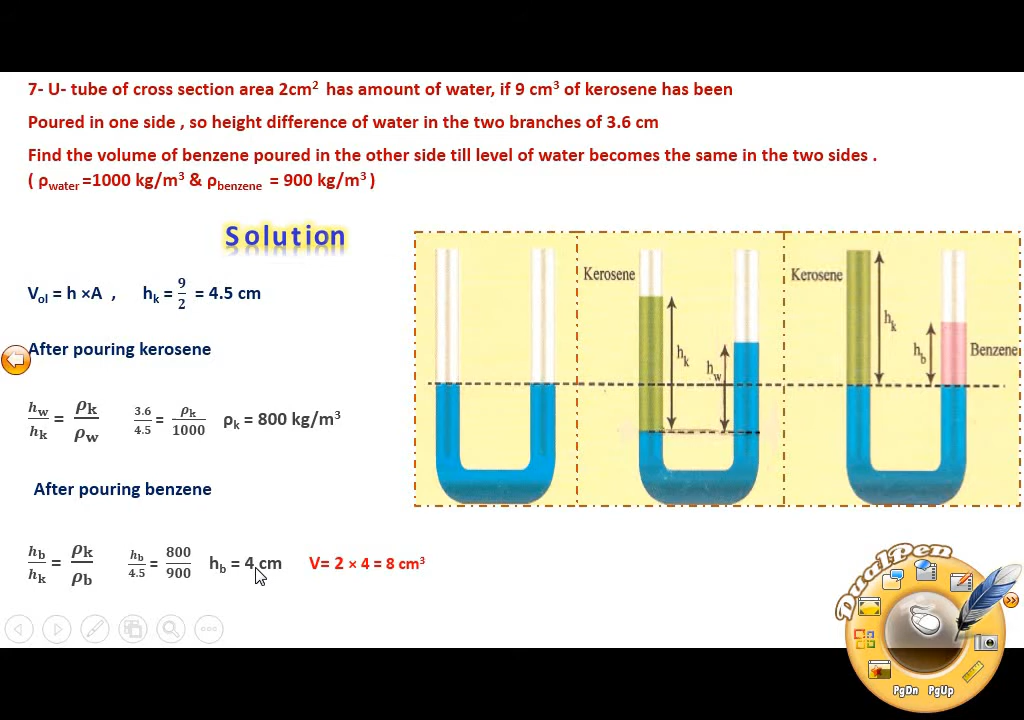 7- U- tube of cross section area 2cm² has amount of water, if 9 cm³ of kerosene has been
Poured in one side , so height difference of water in the two branches of 3.6 cm
Find the volume of benzene poured in the other side till level of water becomes the same in the two sides .
( ρwater =1000 kg/m³ & ρbenzene = 900 kg/m³ )
Solution
Vol = h ×A , hk = 9/2 = 4.5 cm
After pouring kerosene
hw/hk = ρk/ρw 3.6/4.5 = ρk/1000 ρk = 800 kg/m³
After pouring benzene
hb/hk = ρk/ρb hb/4.5 = 800/900 hb = 4 cm V= 2 × 4 = 8 cm³
Kerosene
hk
hw
Kerosene
hk
hb
Benzene
DualPen
PgDn PgUp